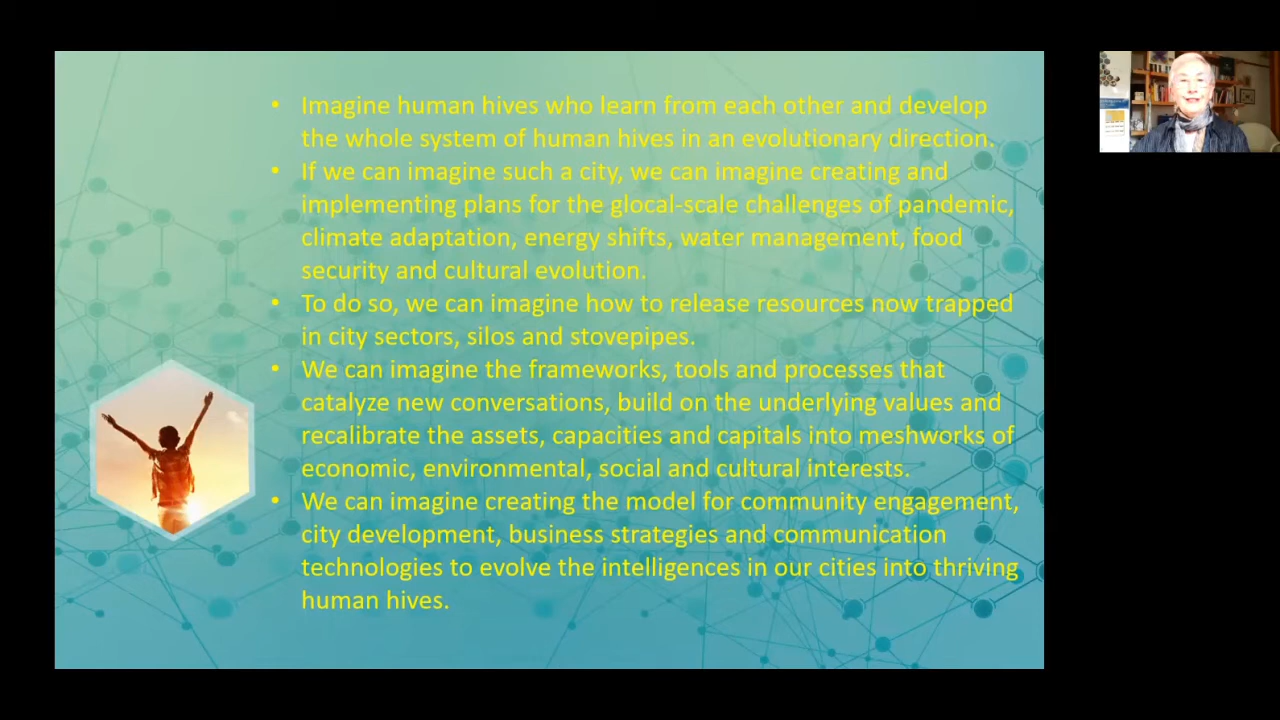 • Imagine human hives who learn from each other and develop
the whole system of human hives in an evolutionary direction.
• If we can imagine such a city, we can imagine creating and
implementing plans for the glocal-scale challenges of pandemic,
climate adaptation, energy shifts, water management, food
security and cultural evolution.
• To do so, we can imagine how to release resources now trapped
in city sectors, silos and stovepipes.
• We can imagine the frameworks, tools and processes that
catalyze new conversations, build on the underlying values and
recalibrate the assets, capacities and capitals into meshworks of
economic, environmental, social and cultural interests.
• We can imagine creating the model for community engagement,
city development, business strategies and communication
technologies to evolve the intelligences in our cities into thriving
human hives.